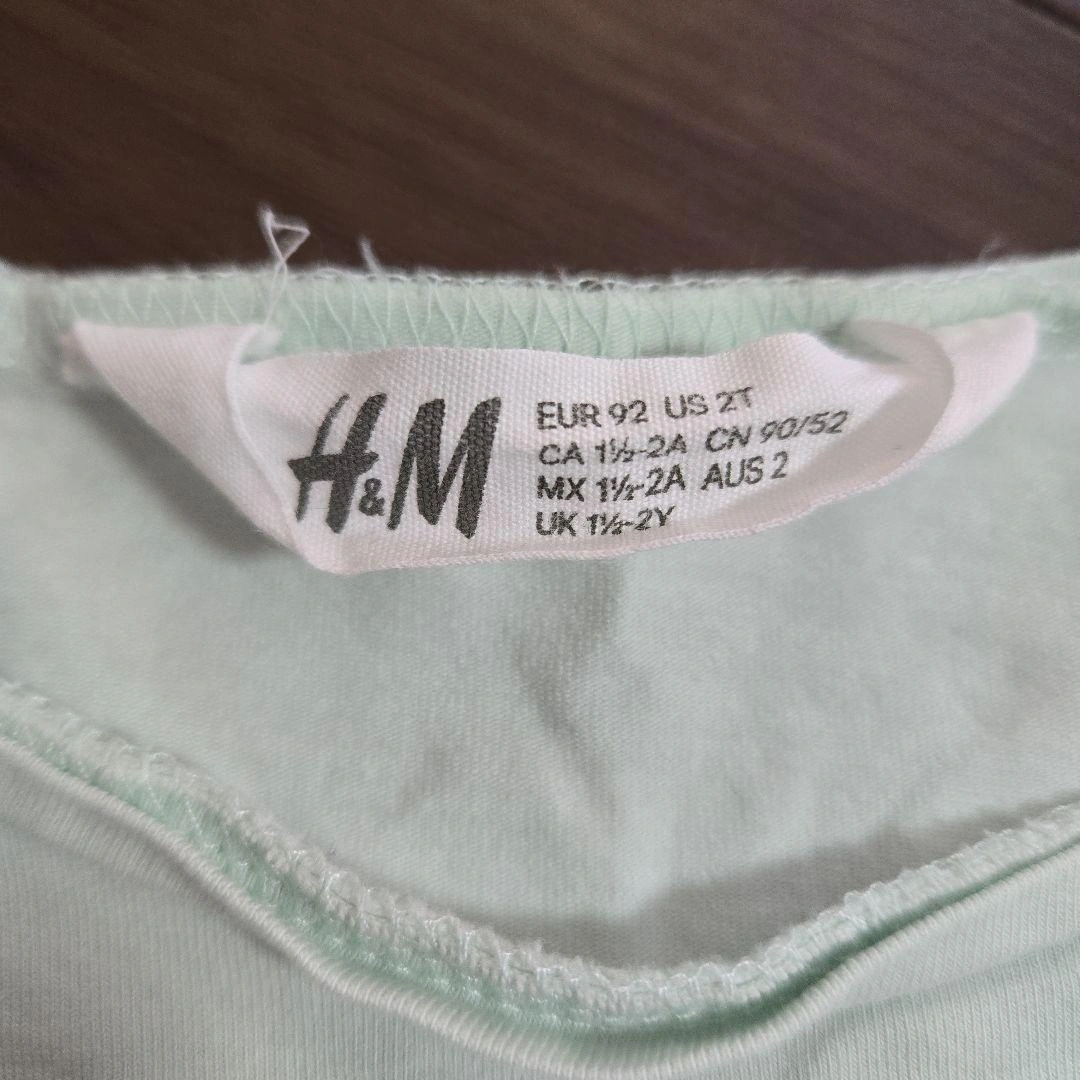 H&M
EUR 92 US 2T
CA 1½-2A CN 90/52
MX 1½-2A AUS 2
UK 1½-2Y